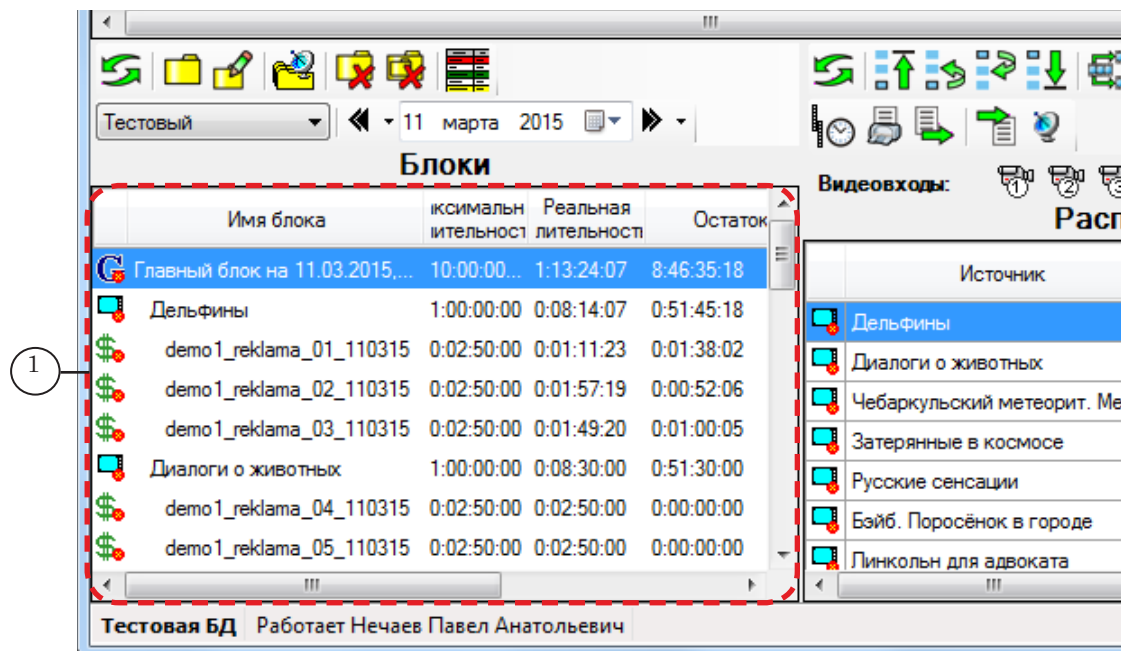 Тестовый 11 марта 2015
Блоки
Имя блока ксимальн ительност Реальная лительност Остаток
Главный блок на 11.03.2015,... 10:00:00... 1:13:24:07 8:46:35:18
Дельфины 1:00:00:00 0:08:14:07 0:51:45:18
demo1_reklama_01_110315 0:02:50:00 0:01:11:23 0:01:38:02
demo1_reklama_02_110315 0:02:50:00 0:01:57:19 0:00:52:06
demo1_reklama_03_110315 0:02:50:00 0:01:49:20 0:01:00:05
Диалоги о животных 1:00:00:00 0:08:30:00 0:51:30:00
demo1_reklama_04_110315 0:02:50:00 0:02:50:00 0:00:00:00
demo1_reklama_05_110315 0:02:50:00 0:02:50:00 0:00:00:00
1
Тестовая БД Работает Нечаев Павел Анатольевич
Видеовходы: 1 2 3
Расп
Источник
Дельфины
Диалоги о животных
Чебаркульский метеорит. Ме
Затерянные в космосе
Русские сенсации
Бэйб. Поросёнок в городе
Линкольн для адвоката